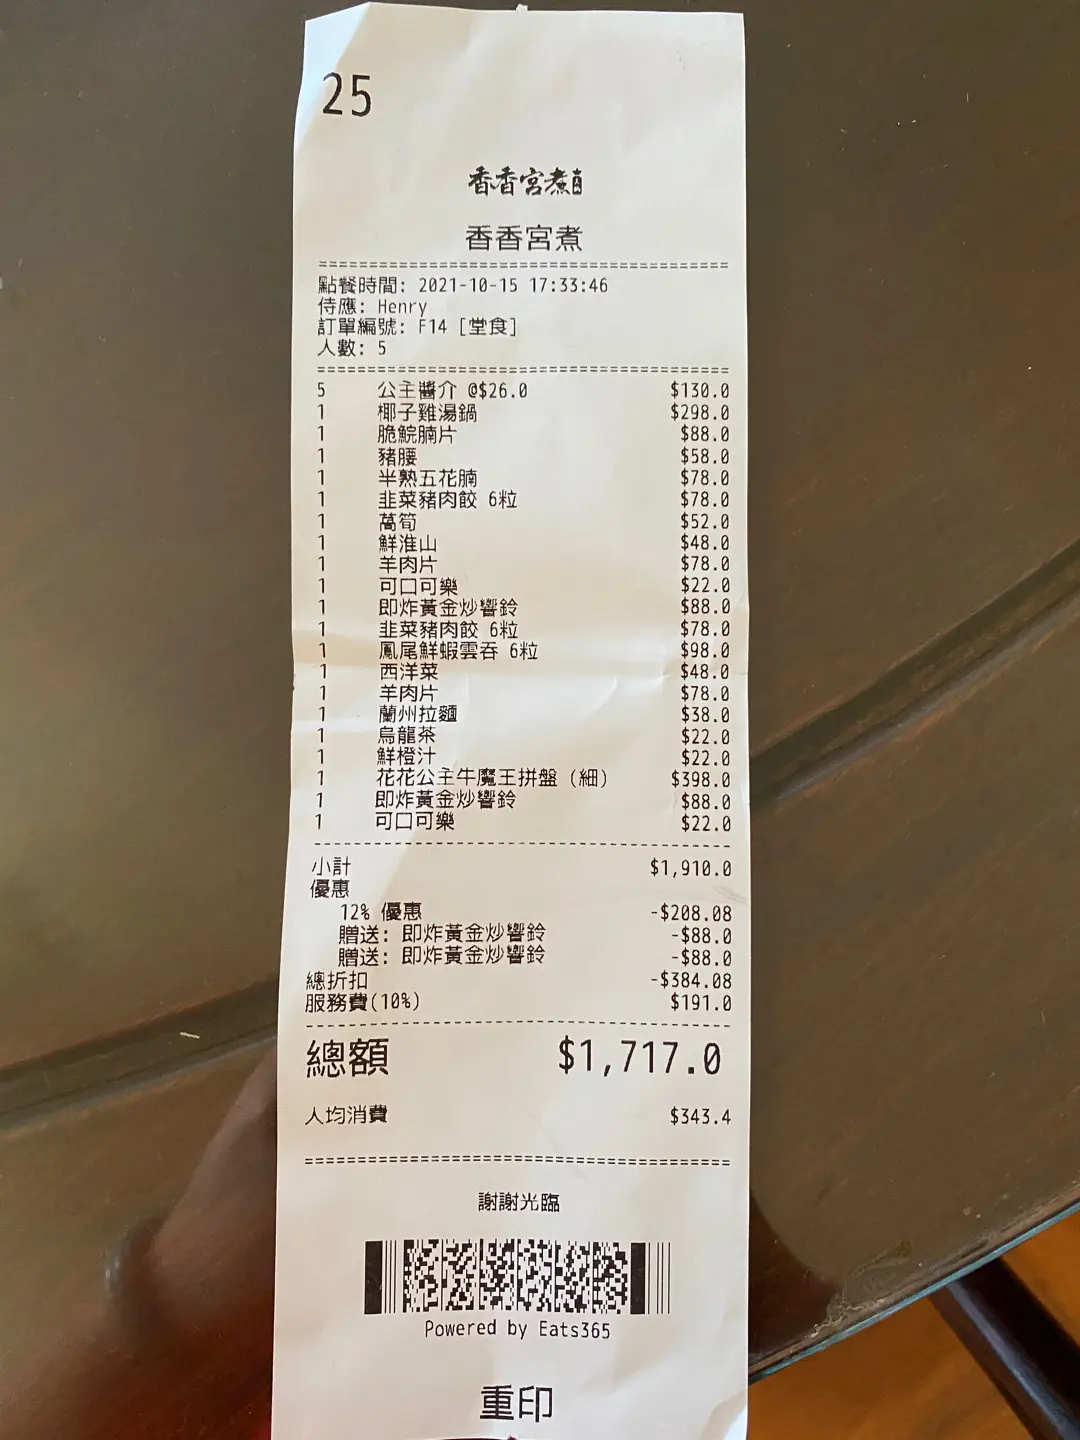 25
香香宮煮
香香宮煮
點餐時間: 2021-10-15 17:33:46
侍應: Henry
訂單編號: F14 [堂食]
人數: 5
5 公主醬介 @$26.0 $130.0
1 椰子雞湯鍋 $298.0
1 脆鯇腩片 $88.0
1 豬腰 $58.0
1 半熟五花腩 $78.0
1 韭菜豬肉餃 6粒 $78.0
1 萵筍 $52.0
1 鮮淮山 $48.0
1 羊肉片 $78.0
1 可口可樂 $22.0
1 即炸黃金炒響鈴 $88.0
1 韭菜豬肉餃 6粒 $78.0
1 鳳尾鮮蝦雲吞 6粒 $98.0
1 西洋菜 $48.0
1 羊肉片 $78.0
1 蘭州拉麵 $38.0
1 烏龍茶 $22.0
1 鮮橙汁 $22.0
1 花花公主牛魔王拼盤 (細) $398.0
1 即炸黃金炒響鈴 $88.0
1 可口可樂 $22.0
小計 $1,910.0
優惠
12% 優惠 -$208.08
贈送: 即炸黃金炒響鈴 -$88.0
贈送: 即炸黃金炒響鈴 -$88.0
總折扣 -$384.08
服務費(10%) $191.0
總額 $1,717.0
人均消費 $343.4
謝謝光臨
Powered by Eats365
重印